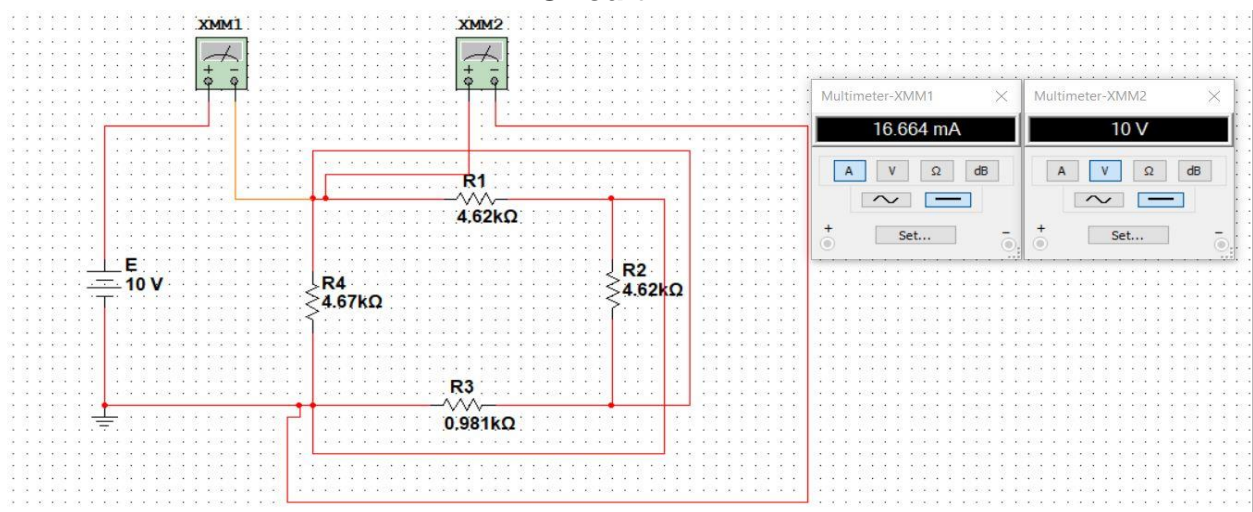 XMM1
XMM2
Multimeter-XMM1
16.664 mA
A V Ω dB
Set...
+ -
Multimeter-XMM2
10 V
A V Ω dB
Set...
+ -
+ -
+ -
R1
4.62kΩ
E
10 V
R4
4.67kΩ
R2
4.62kΩ
R3
0.981kΩ